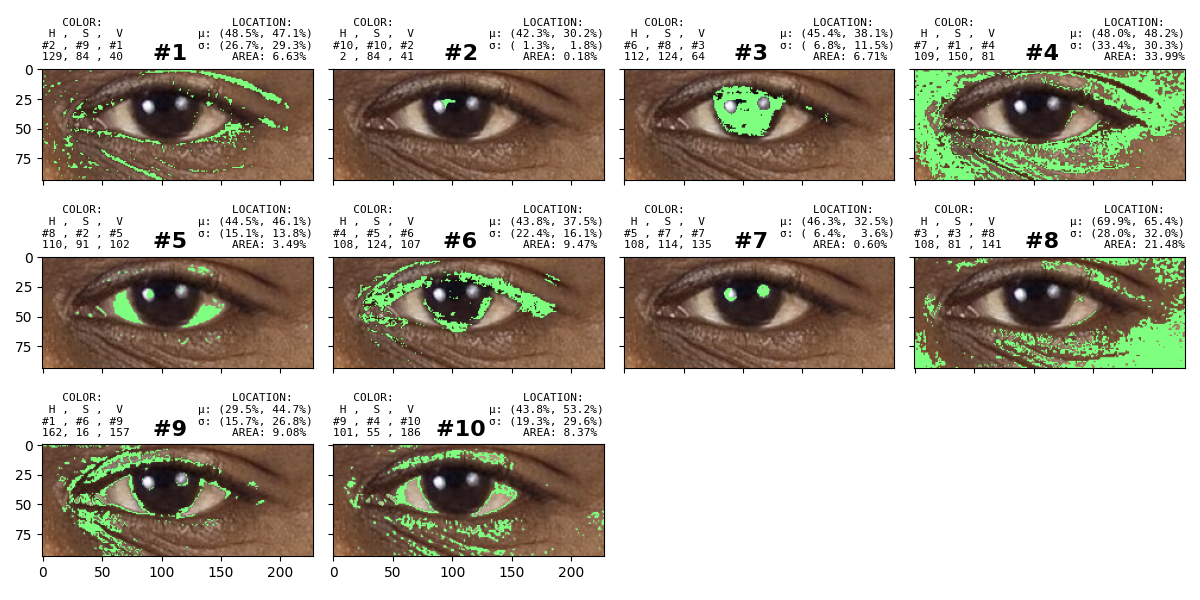 COLOR: LOCATION:
H , S , V μ: (48.5%, 47.1%)
#2 , #9 , #1 #1 σ: (26.7%, 29.3%)
129, 84 , 40 AREA: 6.63%
COLOR: LOCATION:
H , S , V μ: (42.3%, 30.2%)
#10, #10, #2 #2 σ: ( 1.3%, 1.8%)
2 , 84 , 41 AREA: 0.18%
COLOR: LOCATION:
H , S , V μ: (45.4%, 38.1%)
#6 , #8 , #3 #3 σ: ( 6.8%, 11.5%)
112, 124, 64 AREA: 6.71%
COLOR: LOCATION:
H , S , V μ: (48.0%, 48.2%)
#7 , #1 , #4 #4 σ: (33.4%, 30.3%)
109, 150, 81 AREA: 33.99%
0
25
50
75
COLOR: LOCATION:
H , S , V μ: (44.5%, 46.1%)
#8 , #2 , #5 #5 σ: (15.1%, 13.8%)
110, 91 , 102 AREA: 3.49%
COLOR: LOCATION:
H , S , V μ: (43.8%, 37.5%)
#4 , #5 , #6 #6 σ: (22.4%, 16.1%)
108, 124, 107 AREA: 9.47%
COLOR: LOCATION:
H , S , V μ: (46.3%, 32.5%)
#5 , #7 , #7 #7 σ: ( 6.4%, 3.6%)
108, 114, 135 AREA: 0.60%
COLOR: LOCATION:
H , S , V μ: (69.9%, 65.4%)
#3 , #3 , #8 #8 σ: (28.0%, 32.0%)
108, 81 , 141 AREA: 21.48%
0
25
50
75
COLOR: LOCATION:
H , S , V μ: (29.5%, 44.7%)
#1 , #6 , #9 #9 σ: (15.7%, 26.8%)
162, 16 , 157 AREA: 9.08%
COLOR: LOCATION:
H , S , V μ: (43.8%, 53.2%)
#9 , #4 , #10 #10 σ: (19.3%, 29.6%)
101, 55 , 186 AREA: 8.37%
0
25
50
75
0 50 100 150 200
0 50 100 150 200